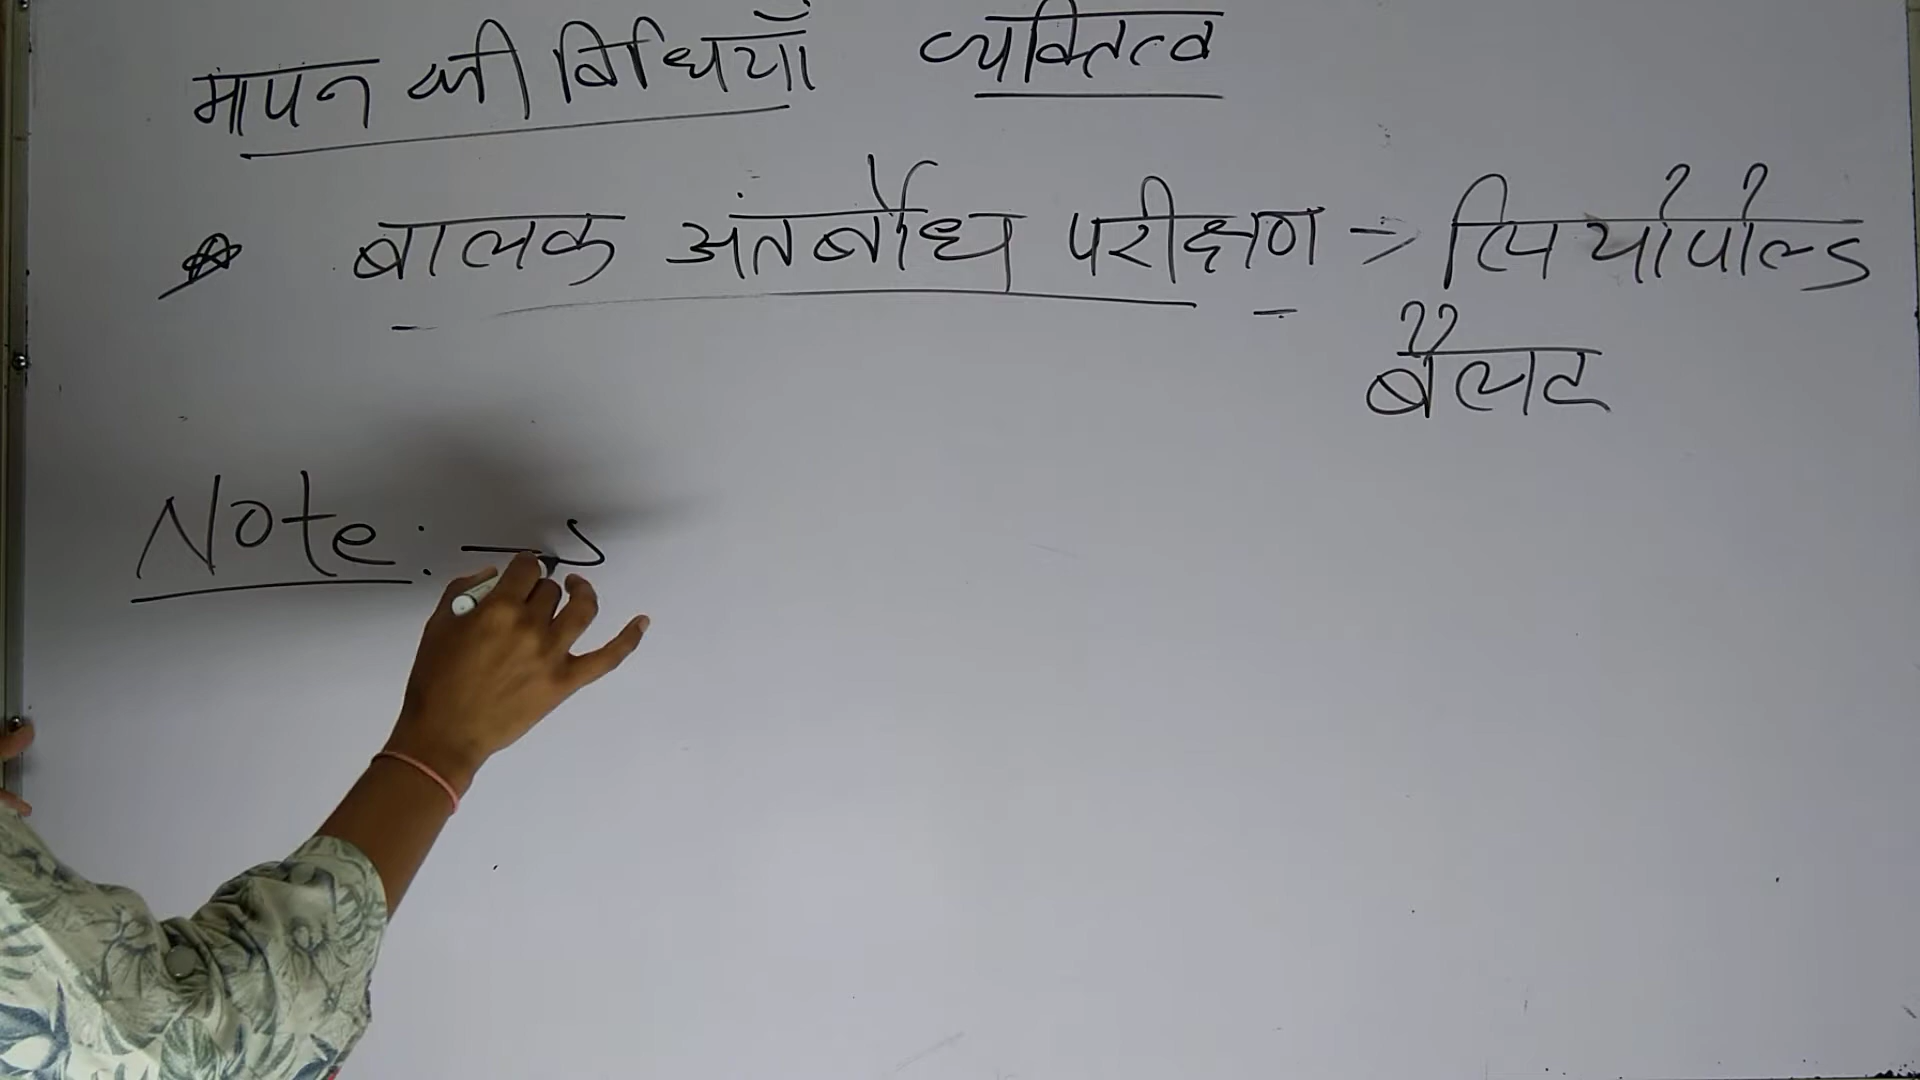 मापन की विधियाँ व्यक्तित्व
बालक अंतर्बोध परीक्षण => लियोपोल्ड
बैलट
Note:→